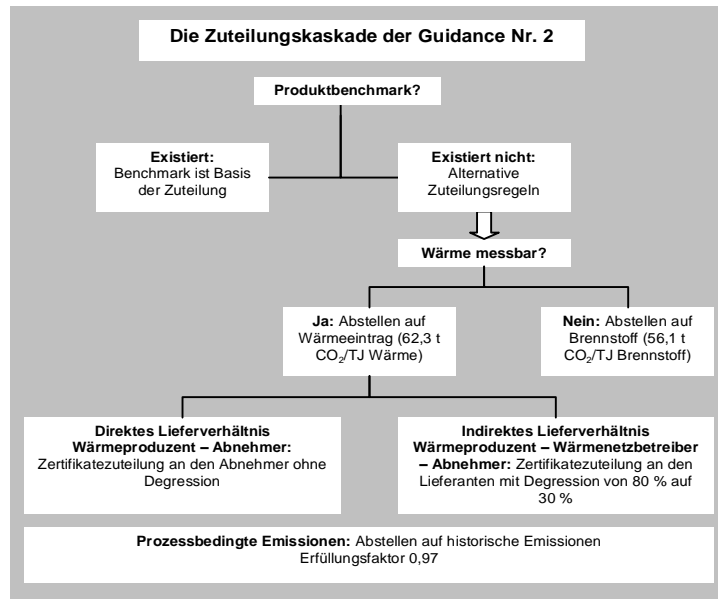 Die Zuteilungskaskade der Guidance Nr. 2
Produktbenchmark?
Existiert:
Benchmark ist Basis
der Zuteilung
Existiert nicht:
Alternative
Zuteilungsregeln
Wärme messbar?
Ja: Abstellen auf
Wärmeeintrag (62,3 t
CO₂/TJ Wärme)
Nein: Abstellen auf
Brennstoff (56,1 t
CO₂/TJ Brennstoff)
Direktes Lieferverhältnis
Wärmeproduzent – Abnehmer:
Zertifikatezuteilung an den Abnehmer ohne
Degression
Indirektes Lieferverhältnis
Wärmeproduzent – Wärmenetzbetreiber
– Abnehmer: Zertifikatezuteilung an den
Lieferanten mit Degression von 80 % auf
30 %
Prozessbedingte Emissionen: Abstellen auf historische Emissionen
Erfüllungsfaktor 0,97